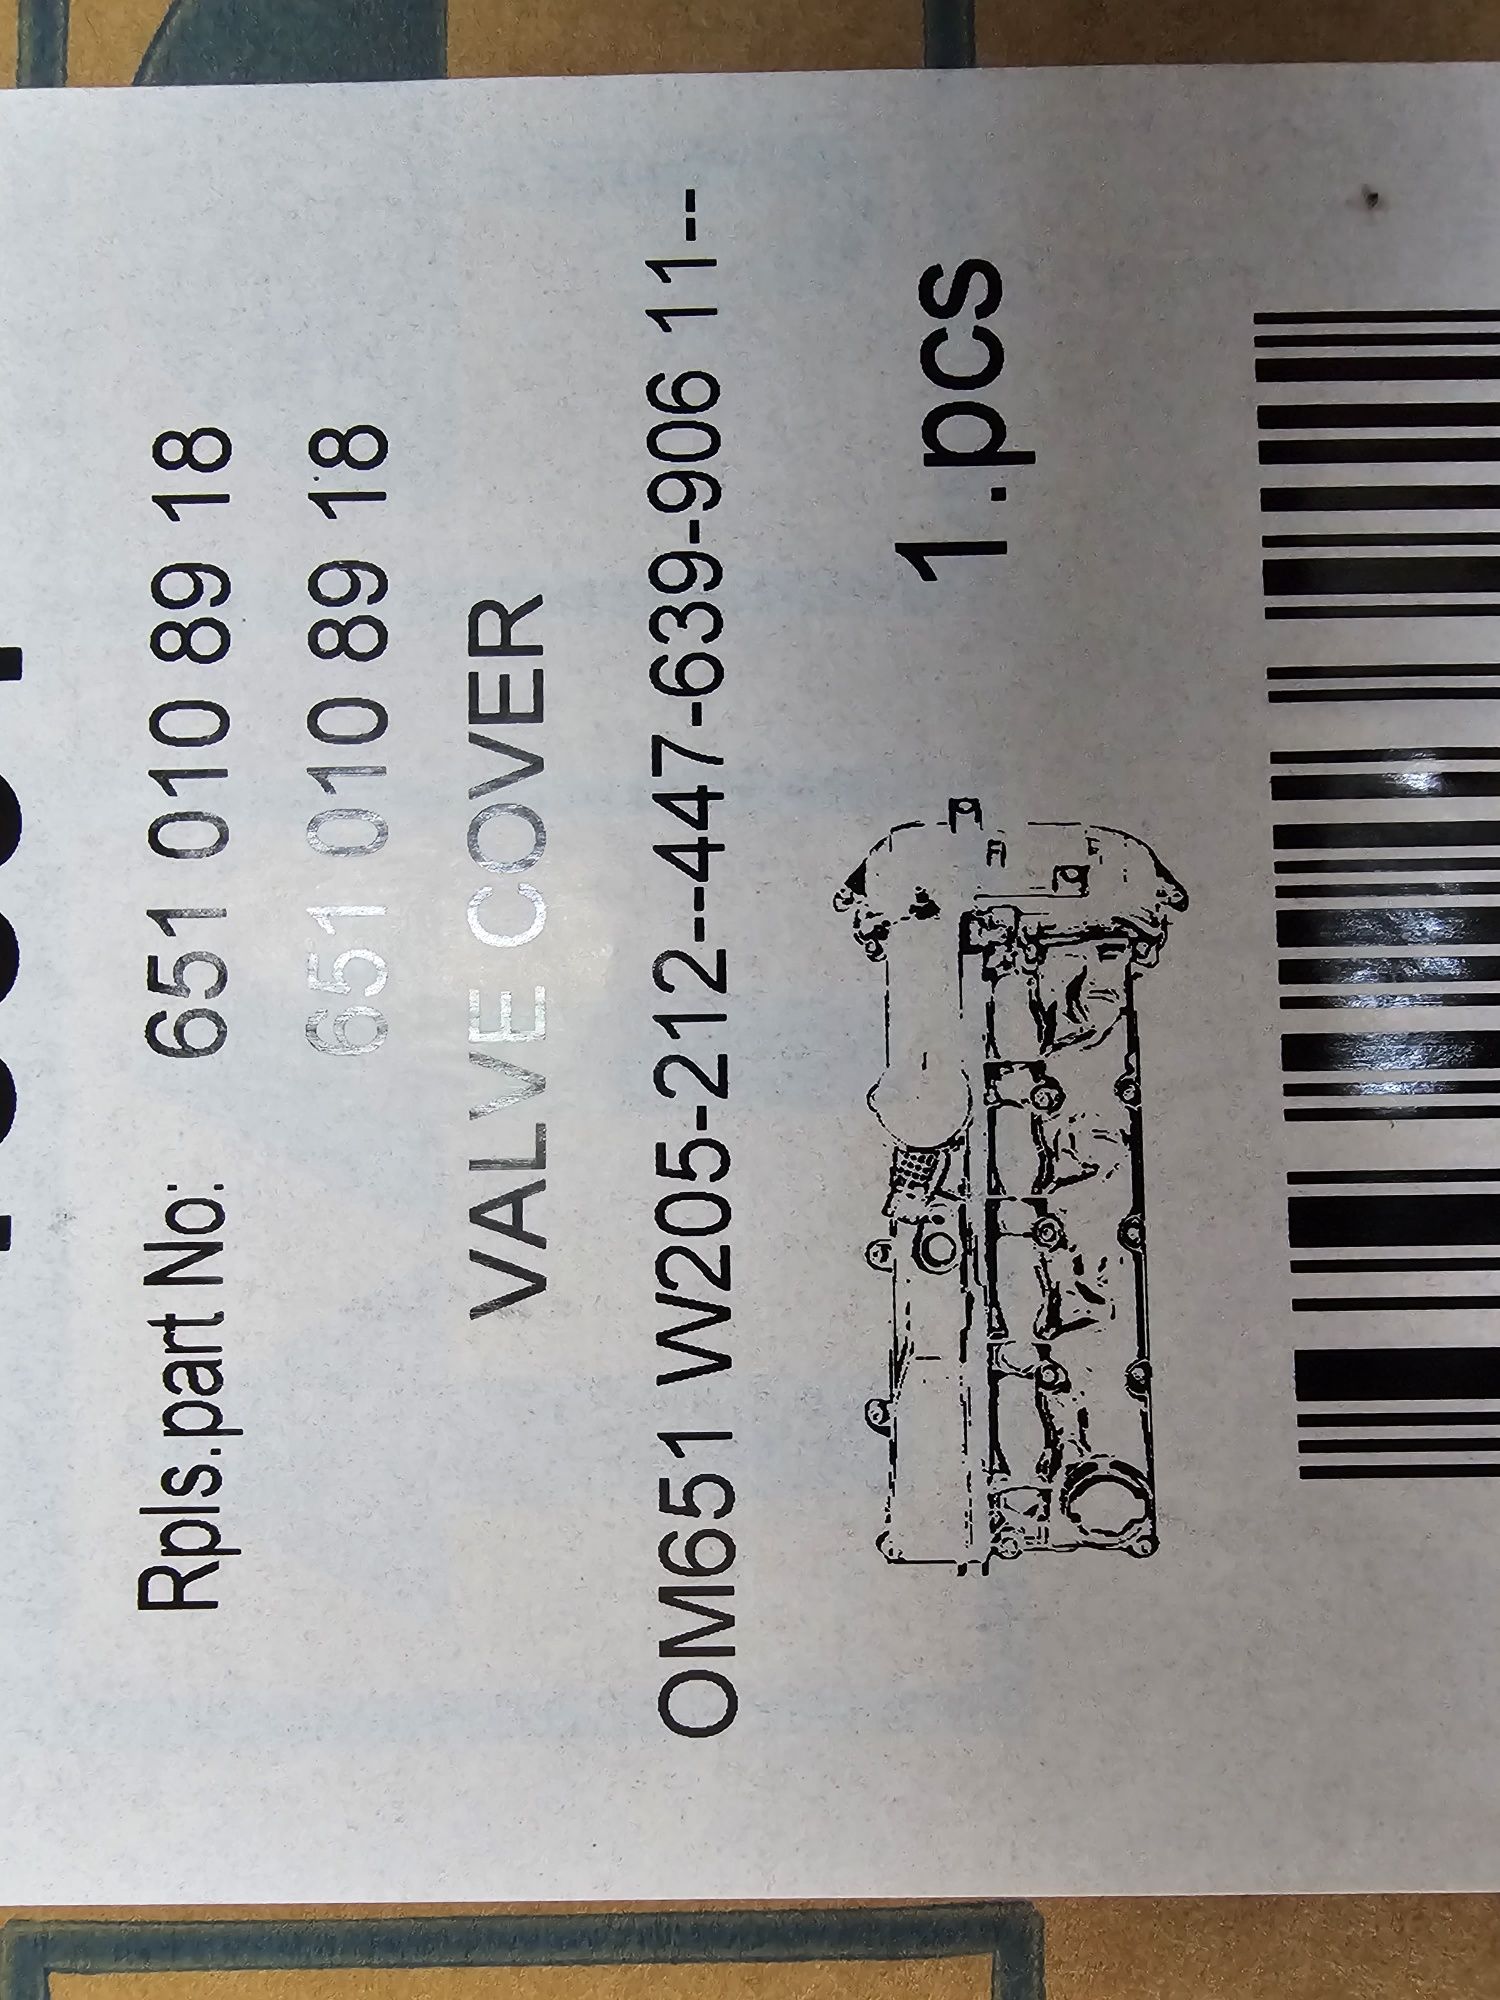 Rpls.part No: 651 010 89 18
651 010 89 18
VALVE COVER
OM651 W205-212--447-639-906 11--
1.pcs